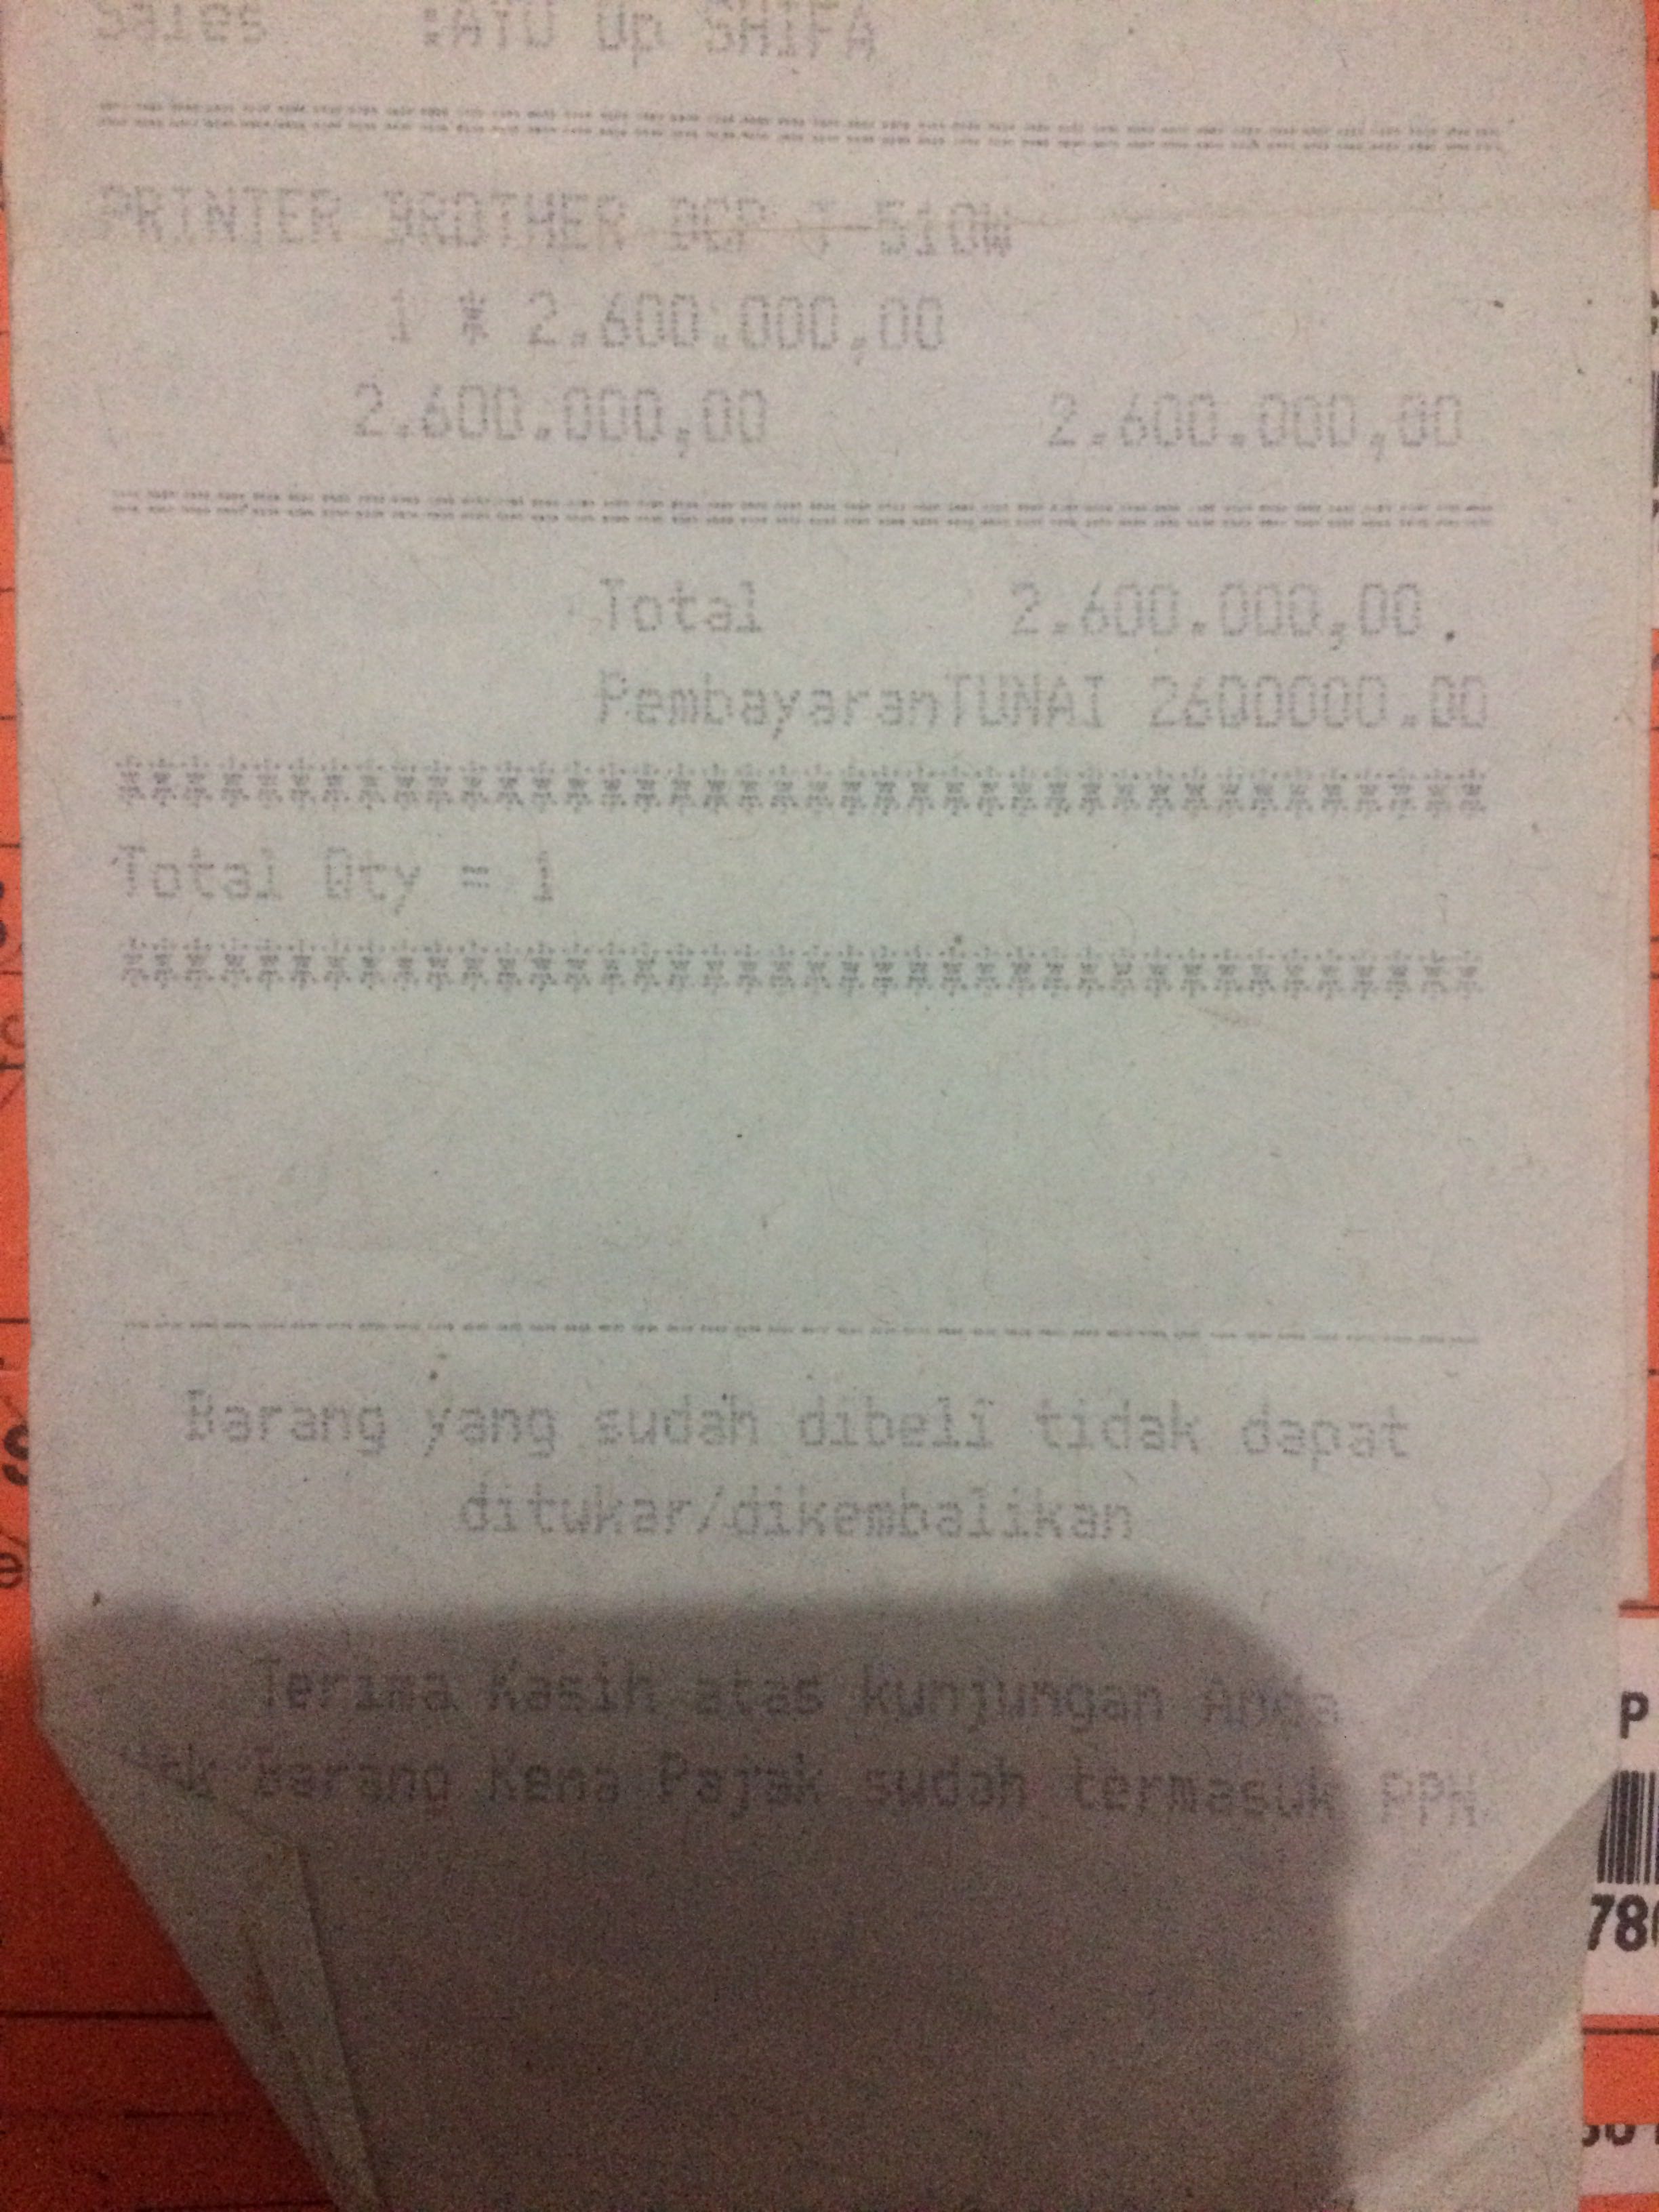 Sales :AYU Up SHIFA
PRINTER BROTHER DCP T-510W
1 * 2.600.000,00
2.600.000,00 2.600.000,00
Total 2.600.000,00.
PembayaranTUNAI 2600000.00
***************************************
Total Qty = 1
***************************************
Barang yang sudah dibeli tidak dapat
ditukar/dikembalikan
Terima Kasih atas kunjungan Anda
Barang Kena Pajak sudah termasuk PPN
P